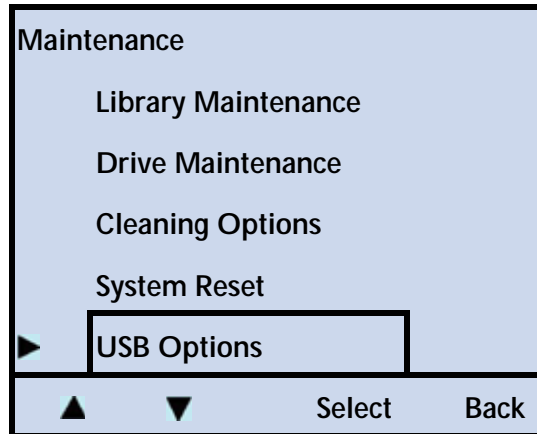 Maintenance
Library Maintenance
Drive Maintenance
Cleaning Options
System Reset
USB Options
Select Back